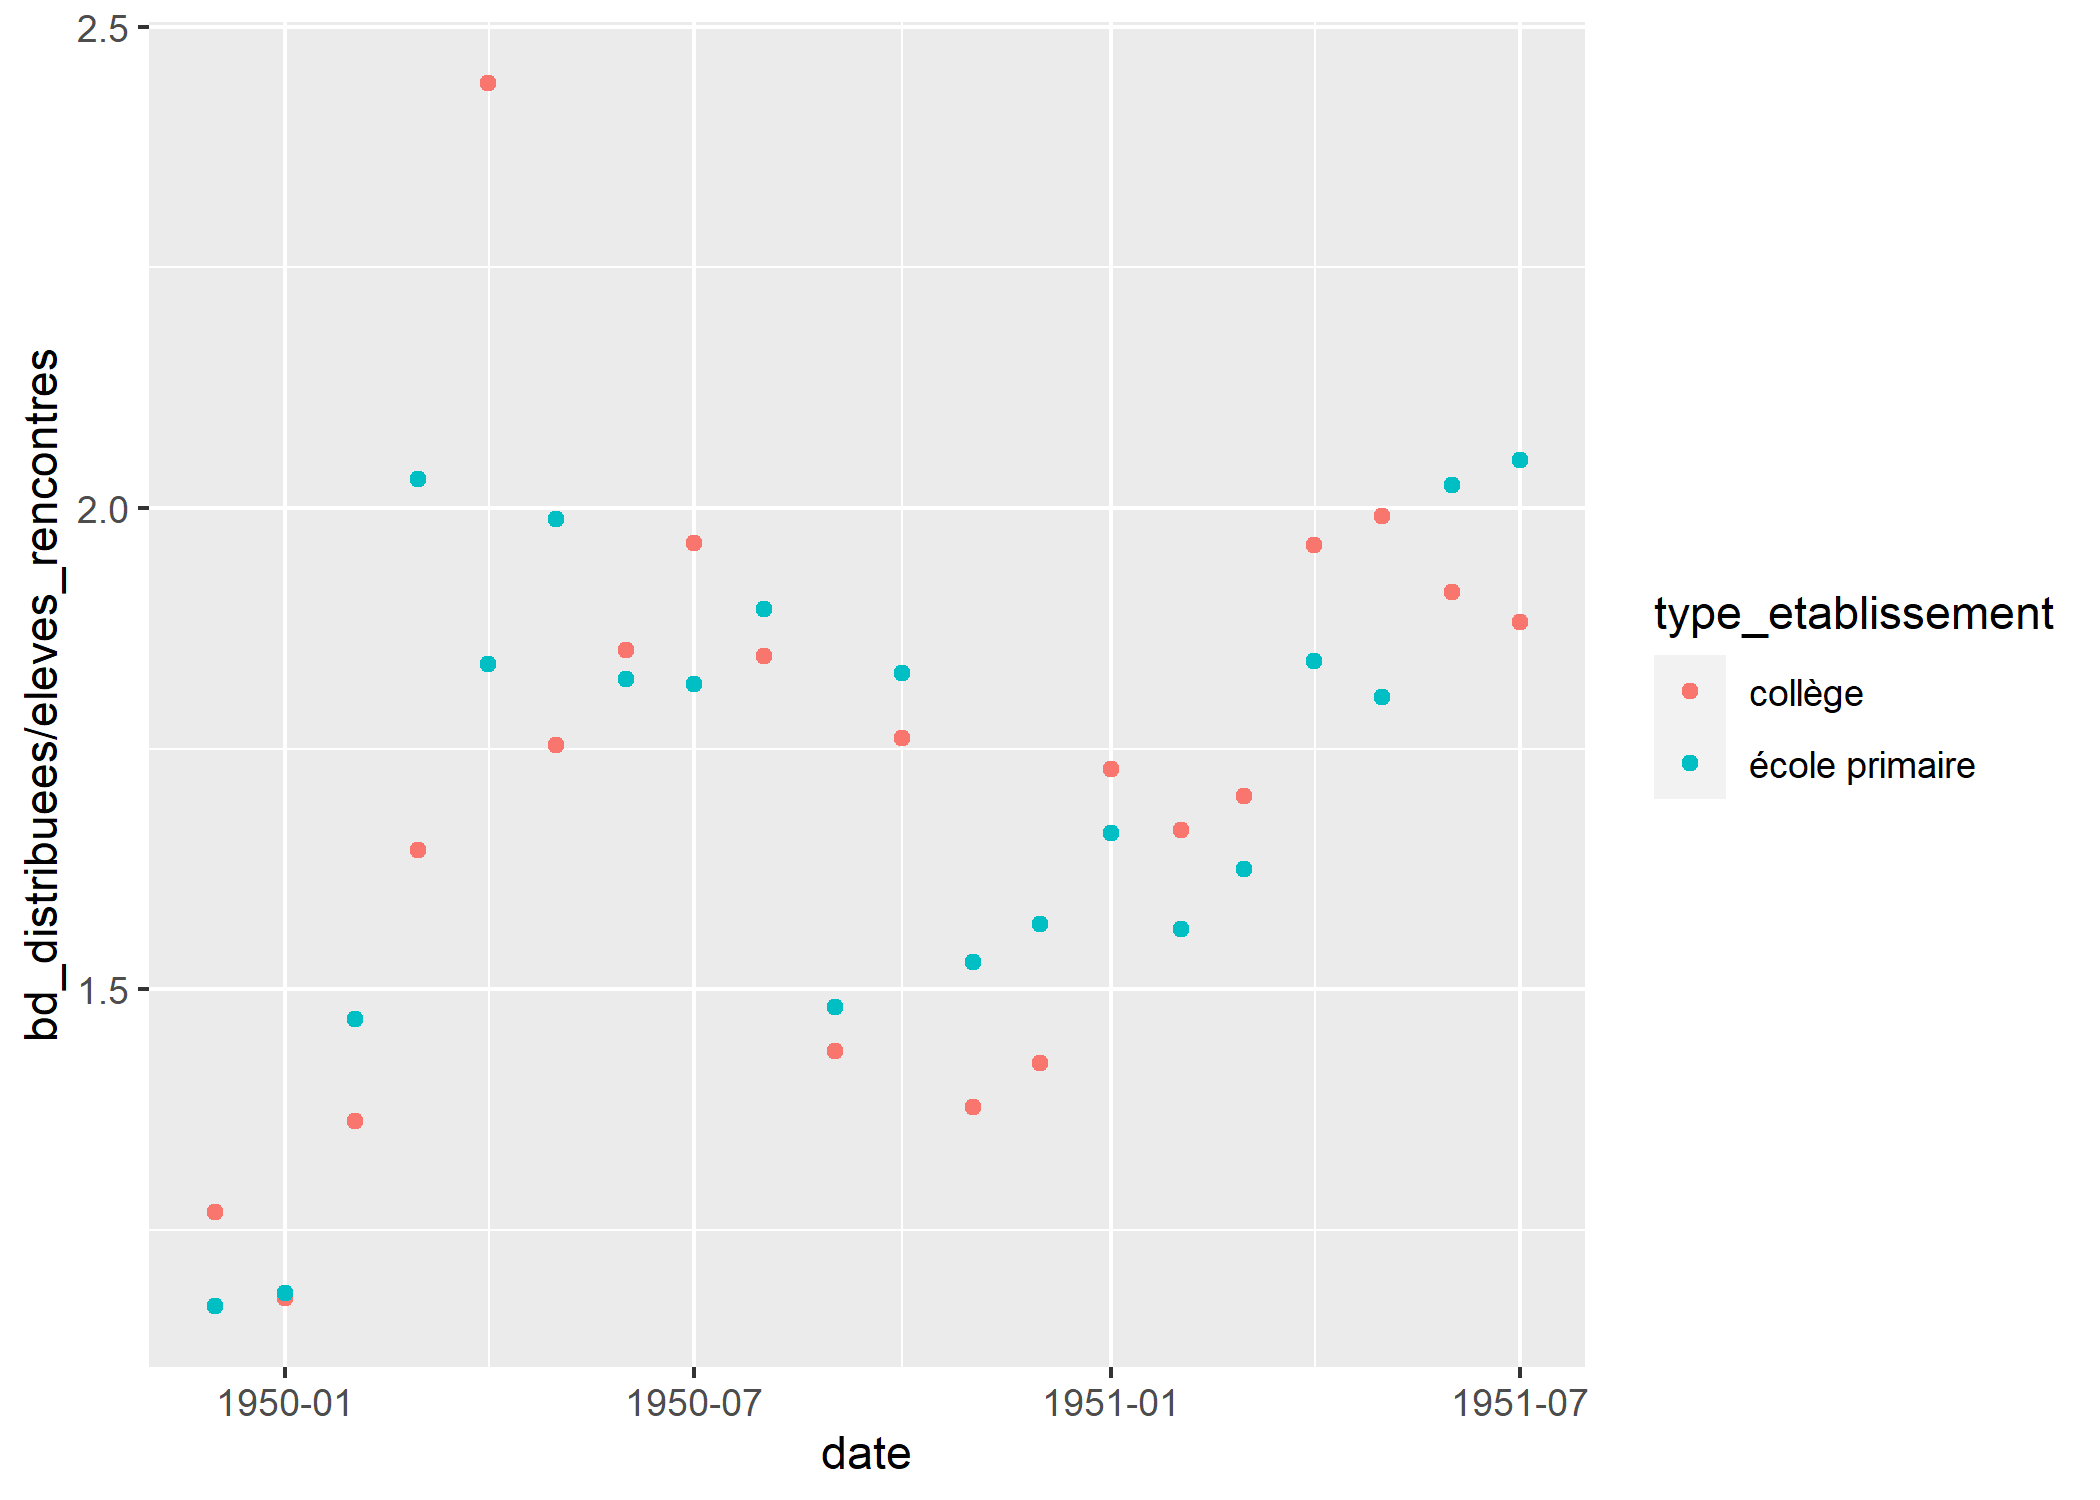 2.5
2.0
1.5
bd_distribuees/eleves_rencontres
1950-01
1950-07
1951-01
1951-07
date
type_etablissement
collège
école primaire